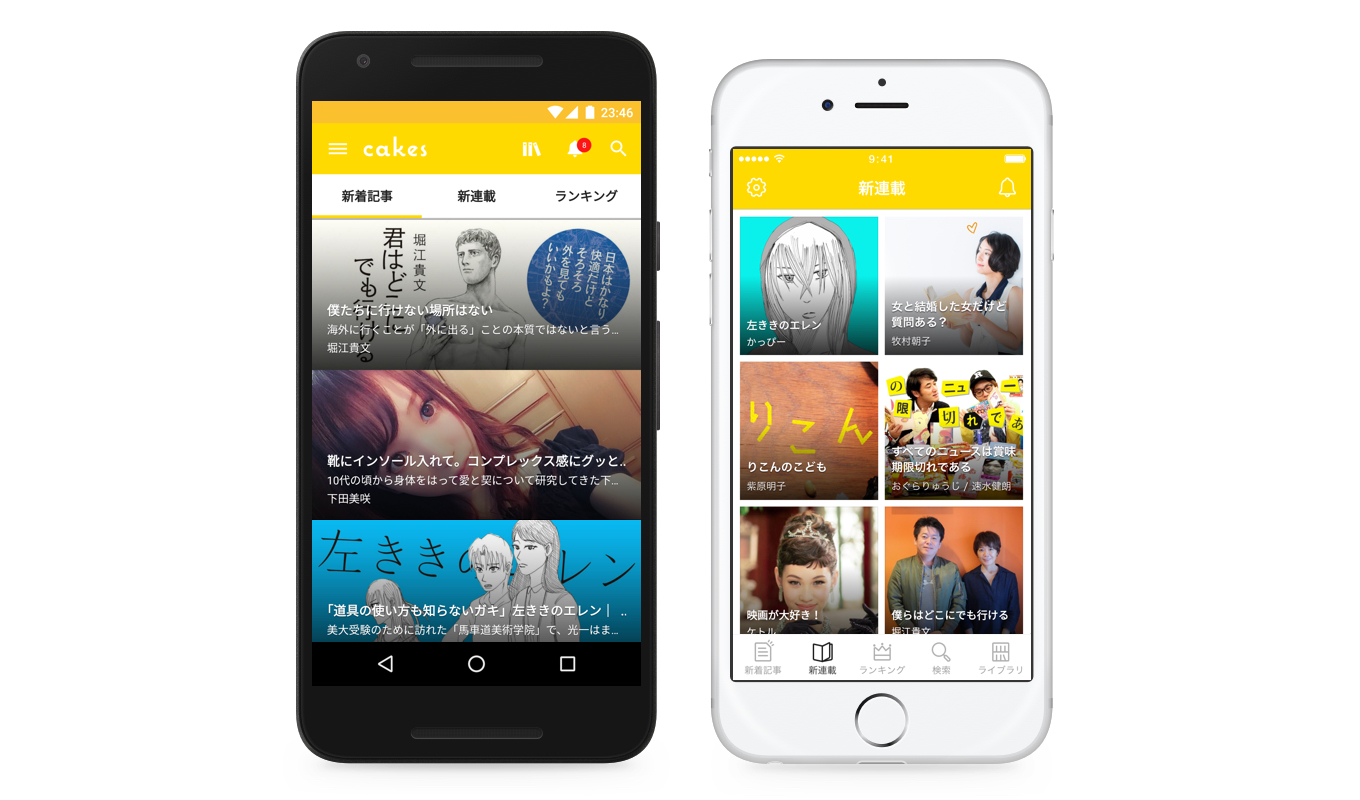 23:46
cakes
8
新着記事
新連載
ランキング
堀江貴文
君はどこに
でも行ける
日本はかなり
快適だけど
そろそろ
外を見ても
いいかもよ?
僕たちに行けない場所はない
海外に行くことが「外に出る」ことの本質ではないと言う...
堀江貴文
靴にインソール入れて。コンプレックス感にグッと..
10代の頃から身体をはって愛と契について研究してきた下...
下田美咲
左ききのエレン
「道具の使い方も知らないガキ」左ききのエレン｜ ..
美大受験のために訪れた「馬車道美術学院」で、光一はま...
9:41
新連載
左ききのエレン
かっぴー
女と結婚した女だけど
質問ある?
牧村朝子
りこん
りこんのこども
紫原明子
の ニュー
限 切れであ
すべてのニュースは賞味
期限切れである
おぐらりゅうじ / 速水健朗
映画が大好き!
ケトル
僕らはどこにでも行ける
堀江貴文
新着記事
新連載
ランキング
検索
ライブラリ